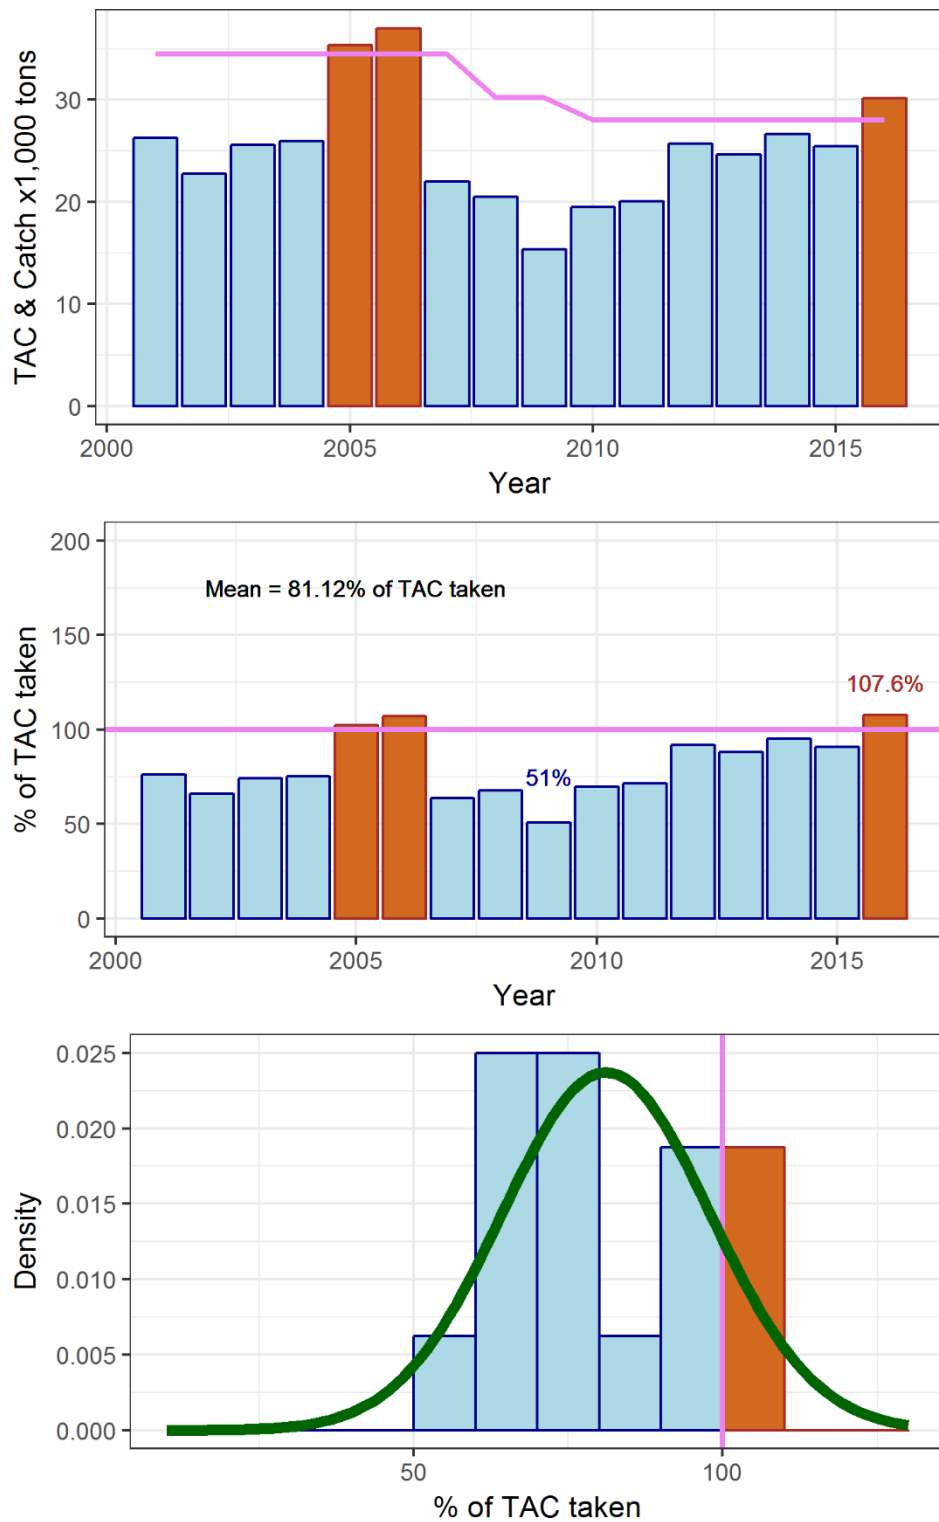 TAC & Catch x1,000 tons
30
20
10
0
2000 2005 2010 2015
Year
% of TAC taken
200
150
100
50
0
Mean = 81.12% of TAC taken
107.6%
51%
2000 2005 2010 2015
Year
Density
0.025
0.020
0.015
0.010
0.005
0.000
50 100
% of TAC taken